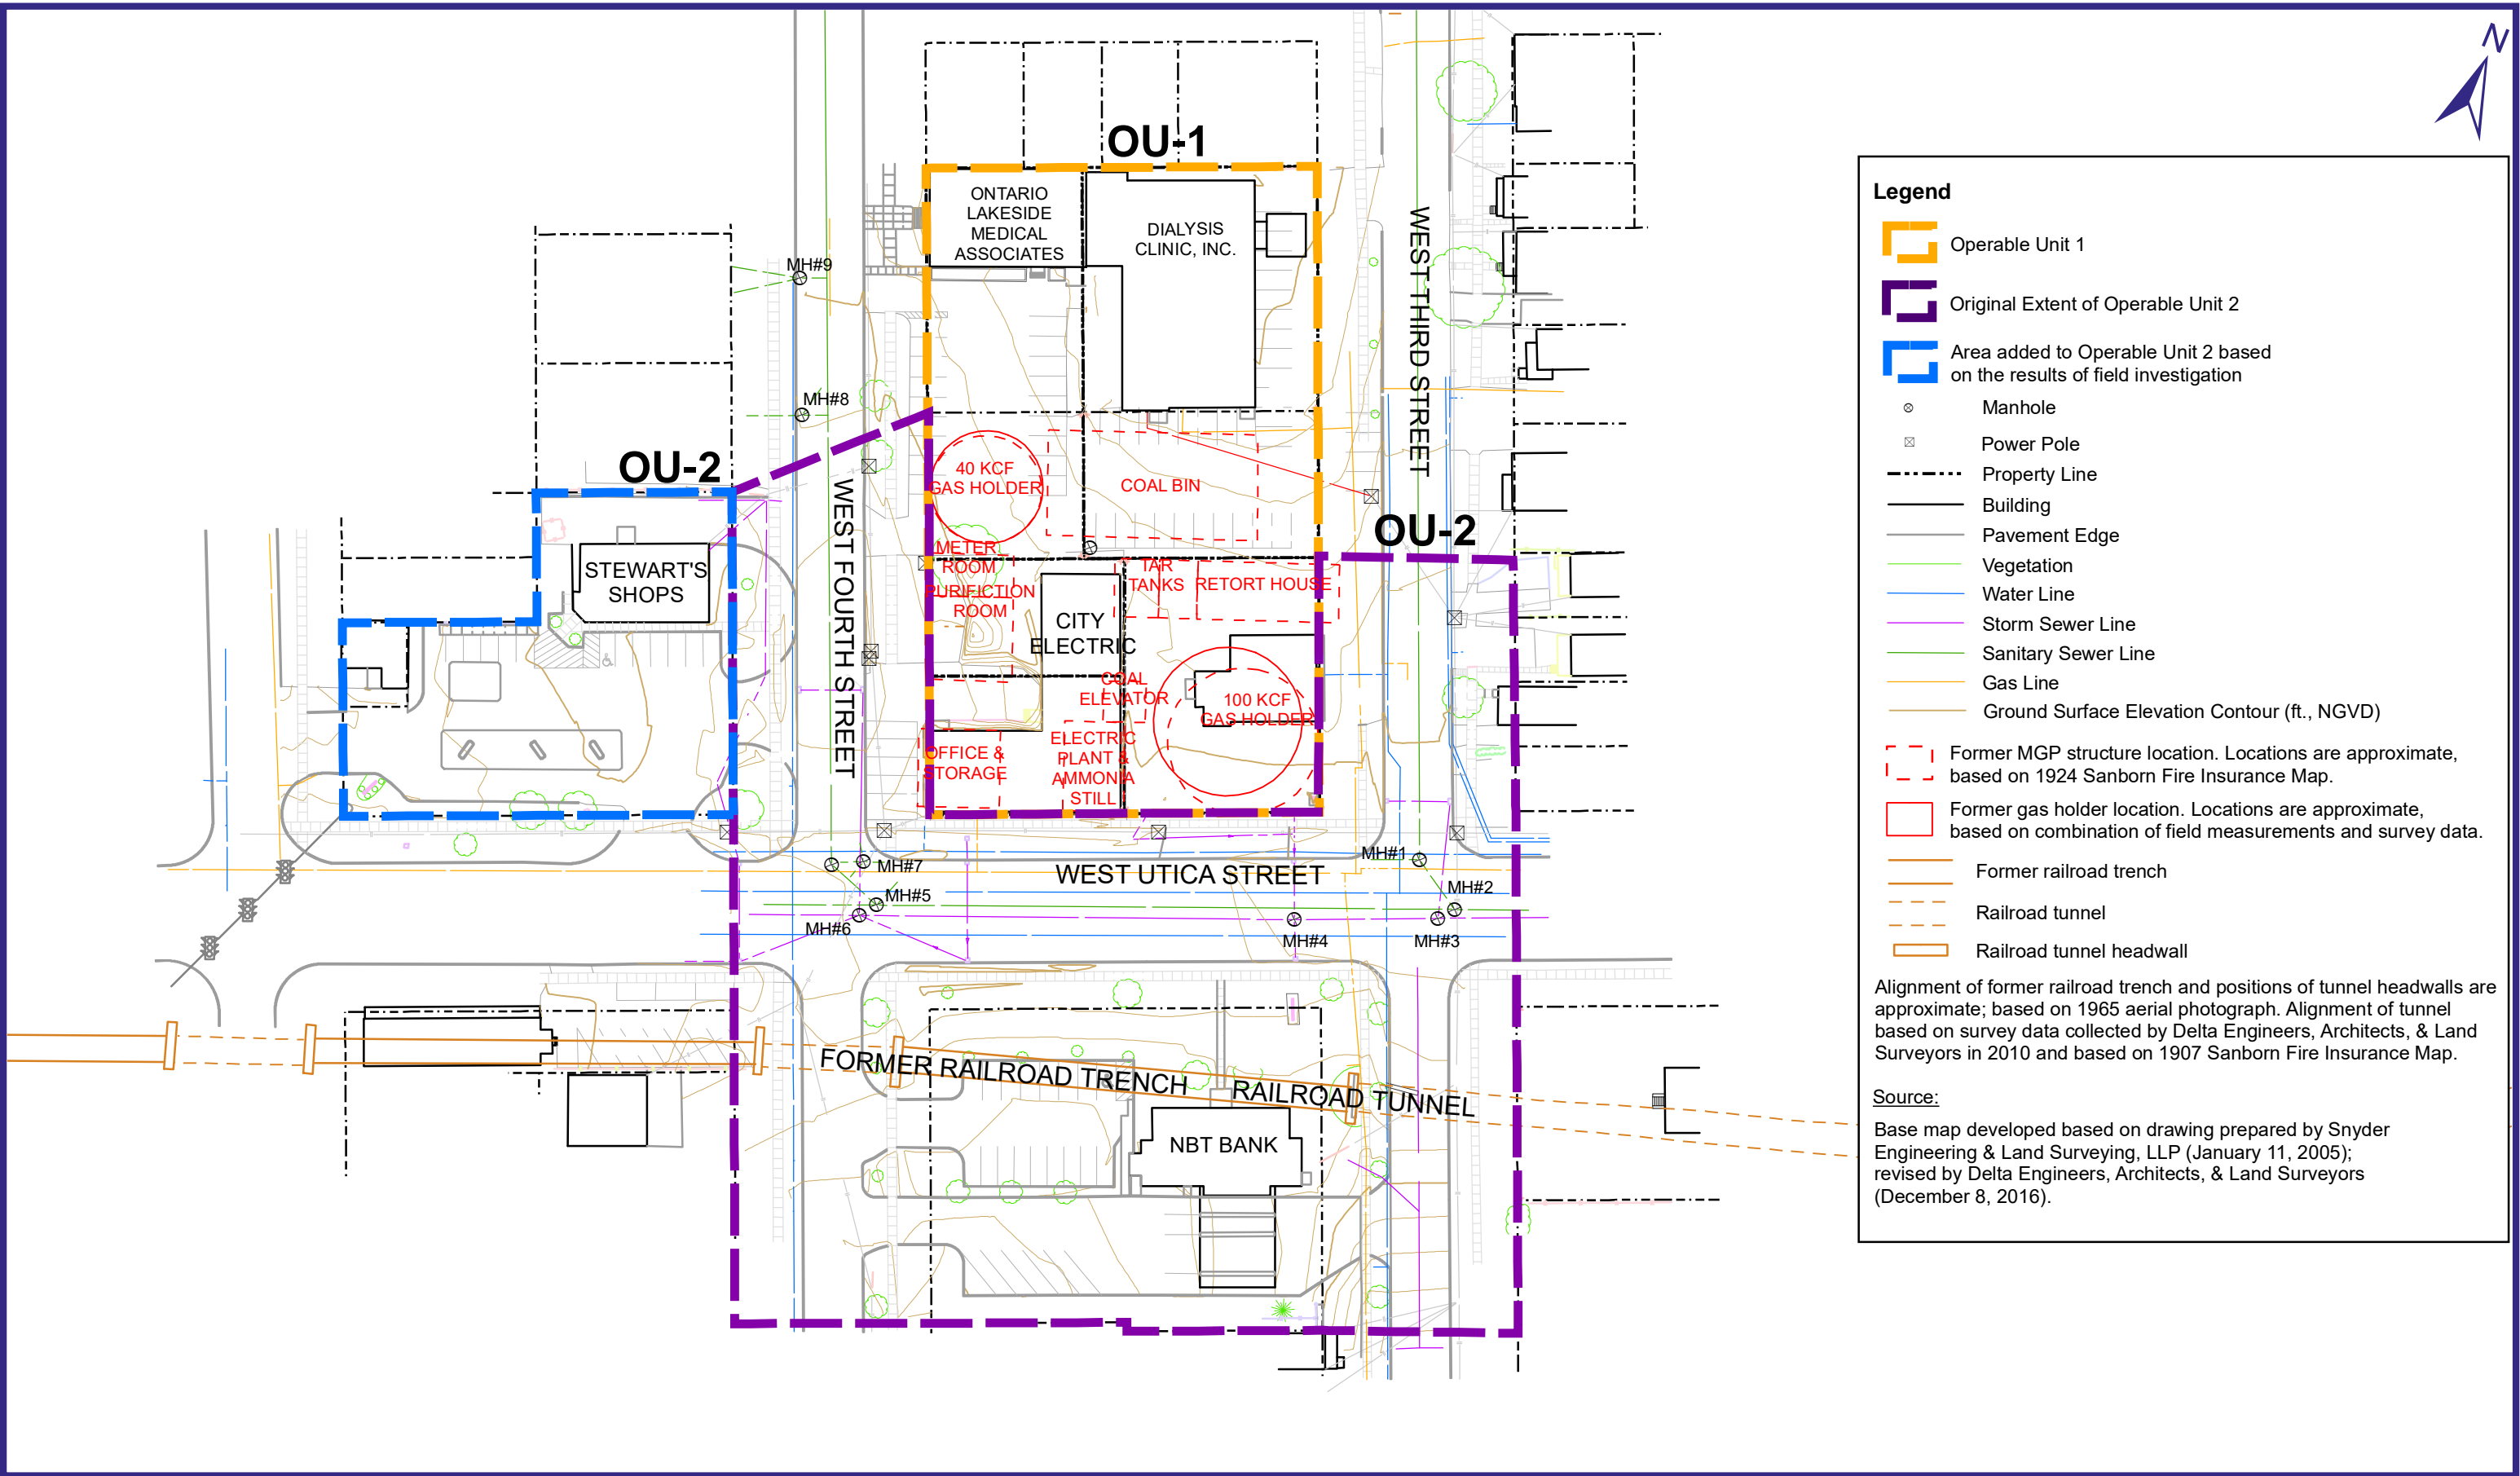 N
OU-1
ONTARIO
LAKESIDE
MEDICAL
ASSOCIATES
DIALYSIS
CLINIC, INC.
WEST THIRD STREET
MH#9
MH#8
OU-2
40 KCF
GAS HOLDER
COAL BIN
OU-2
WEST FOURTH STREET
METER
ROOM
PURIFICTION
ROOM
TAR
TANKS
RETORT HOUSE
STEWART'S
SHOPS
CITY
ELECTRIC
COAL
ELEVATOR
100 KCF
GAS HOLDER
OFFICE &
STORAGE
ELECTRIC
PLANT &
AMMONIA
STILL
MH#7
MH#1
WEST UTICA STREET
MH#5
MH#2
MH#6
MH#4
MH#3
FORMER RAILROAD TRENCH
RAILROAD TUNNEL
NBT BANK
Legend
Operable Unit 1
Original Extent of Operable Unit 2
Area added to Operable Unit 2 based
on the results of field investigation
Manhole
Power Pole
Property Line
Building
Pavement Edge
Vegetation
Water Line
Storm Sewer Line
Sanitary Sewer Line
Gas Line
Ground Surface Elevation Contour (ft., NGVD)
Former MGP structure location. Locations are approximate,
based on 1924 Sanborn Fire Insurance Map.
Former gas holder location. Locations are approximate,
based on combination of field measurements and survey data.
Former railroad trench
Railroad tunnel
Railroad tunnel headwall
Alignment of former railroad trench and positions of tunnel headwalls are
approximate; based on 1965 aerial photograph. Alignment of tunnel
based on survey data collected by Delta Engineers, Architects, & Land
Surveyors in 2010 and based on 1907 Sanborn Fire Insurance Map.
Source:
Base map developed based on drawing prepared by Snyder
Engineering & Land Surveying, LLP (January 11, 2005);
revised by Delta Engineers, Architects, & Land Surveyors
(December 8, 2016).